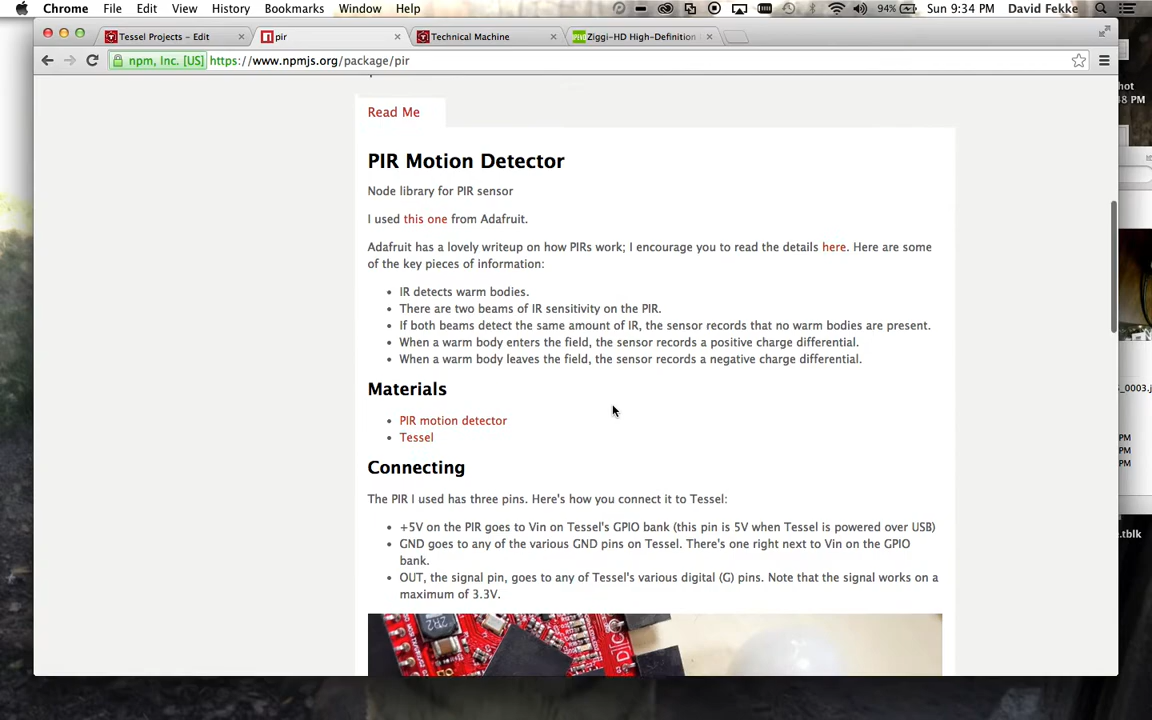 Chrome File Edit View History Bookmarks Window Help 94% Sun 9:34 PM David Fekke
Tessel Projects - Edit pir Technical Machine Ziggi-HD High-Definition
npm, Inc. [US] https://www.npmjs.org/package/pir
Read Me
PIR Motion Detector
Node library for PIR sensor
I used this one from Adafruit.
Adafruit has a lovely writeup on how PIRs work; I encourage you to read the details here. Here are some
of the key pieces of information:
• IR detects warm bodies.
• There are two beams of IR sensitivity on the PIR.
• If both beams detect the same amount of IR, the sensor records that no warm bodies are present.
• When a warm body enters the field, the sensor records a positive charge differential.
• When a warm body leaves the field, the sensor records a negative charge differential.
Materials
• PIR motion detector
• Tessel
Connecting
The PIR I used has three pins. Here's how you connect it to Tessel:
• +5V on the PIR goes to Vin on Tessel's GPIO bank (this pin is 5V when Tessel is powered over USB)
• GND goes to any of the various GND pins on Tessel. There's one right next to Vin on the GPIO
bank.
• OUT, the signal pin, goes to any of Tessel's various digital (G) pins. Note that the signal works on a
maximum of 3.3V.
2R2
hot
8 PM
S_0003.j
PM
PM
PM
e.tblk